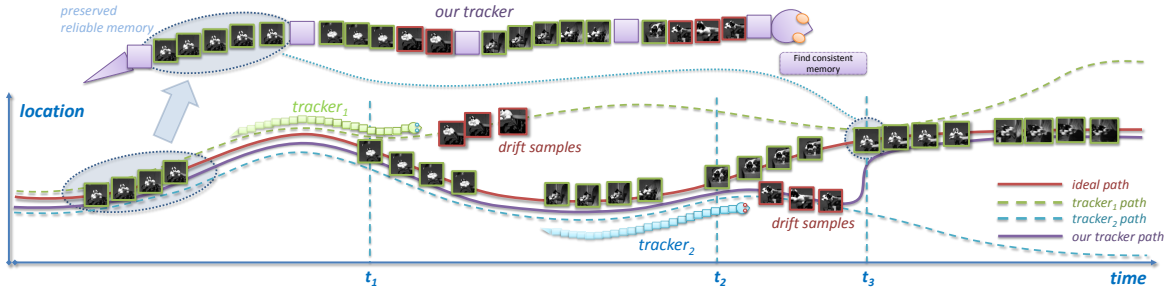 preserved
reliable memory
our tracker
Find consistent
memory
location
tracker1
drift samples
tracker2
drift samples
ideal path
tracker1 path
tracker2 path
our tracker path
t1
t2
t3
time